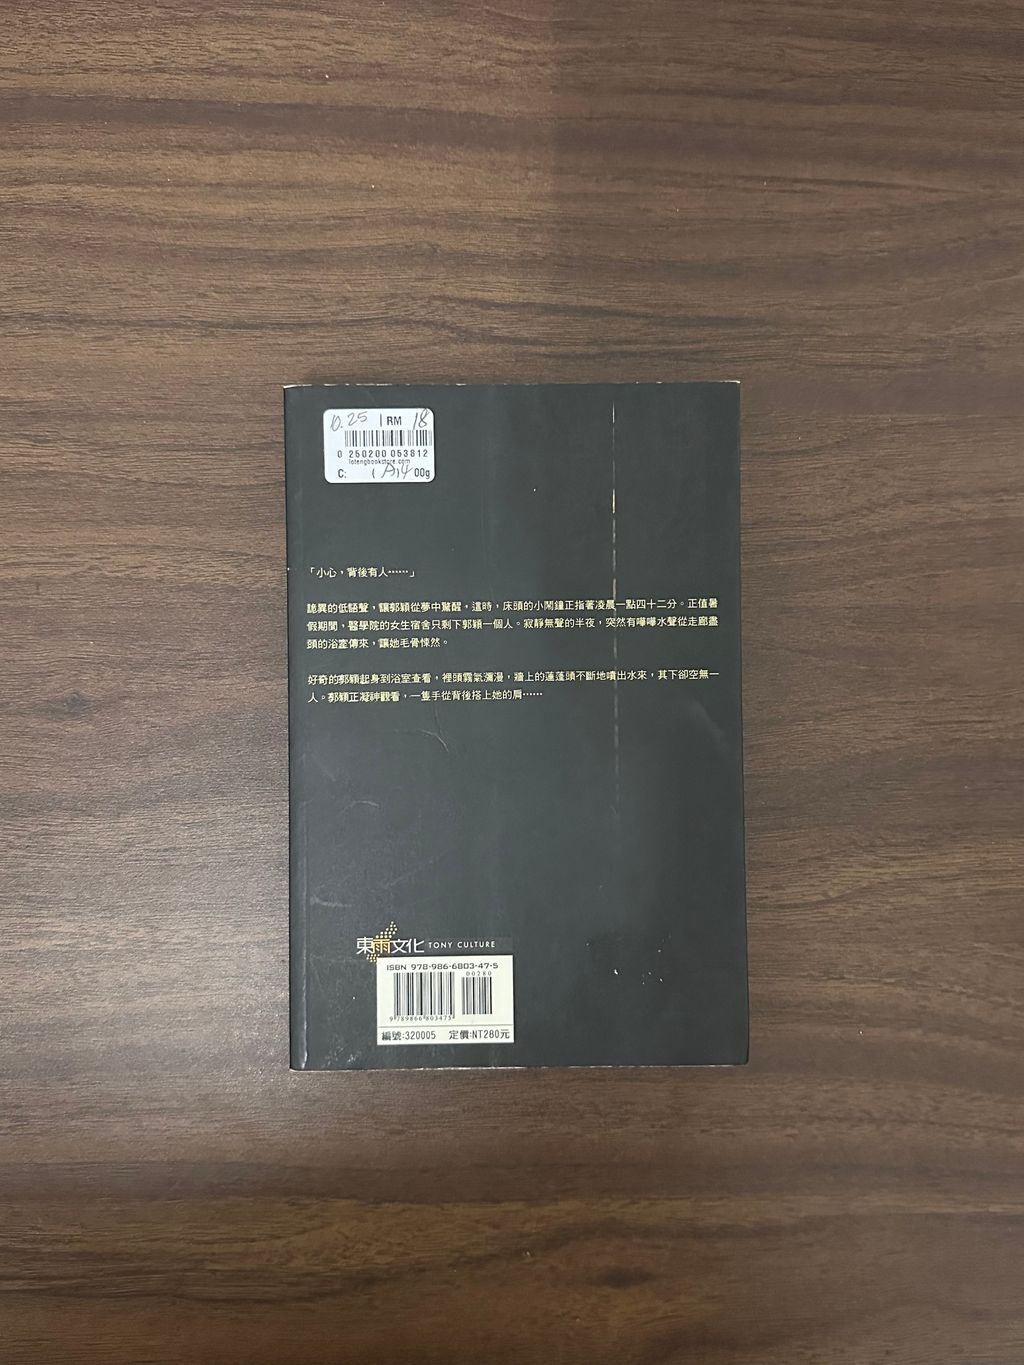 0.25 | RM 18
0 250200 053812
lotengbookstore.com
C: 00g
「小心，背後有人⋯⋯」
詭異的低語聲，讓郭穎從夢中驚醒，這時，床頭的小鬧鐘正指著凌晨一點四十二分。正值暑
假期間，醫學院的女生宿舍只剩下郭穎一個人。寂靜無聲的半夜，突然有嘩嘩水聲從走廊盡
頭的浴室傳來，讓她毛骨悚然。
好奇的郭穎起身到浴室查看，裡頭霧氣瀰漫，牆上的蓮蓬頭不斷地噴出水來，其下卻空無一
人。郭穎正凝神觀看，一隻手從背後搭上她的肩⋯⋯
東雨文化 TONY CULTURE
ISBN 978-986-6803-47-5
00280
9 789866 803475
編號:320005 定價:NT280元